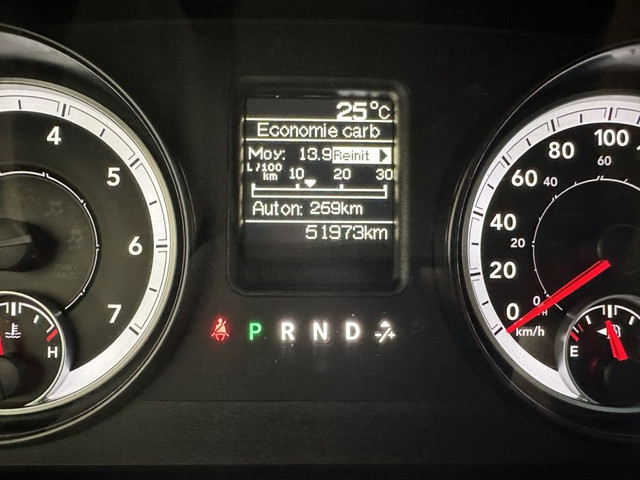 25°C
Economie carb
Moy: 13.9 Reinit
L/100 km 10 20 30
Auton: 259km
51973km
P R N D
4
5
6
7
H
100
80
60
40
20
0
60
40
20
0
km/h
E